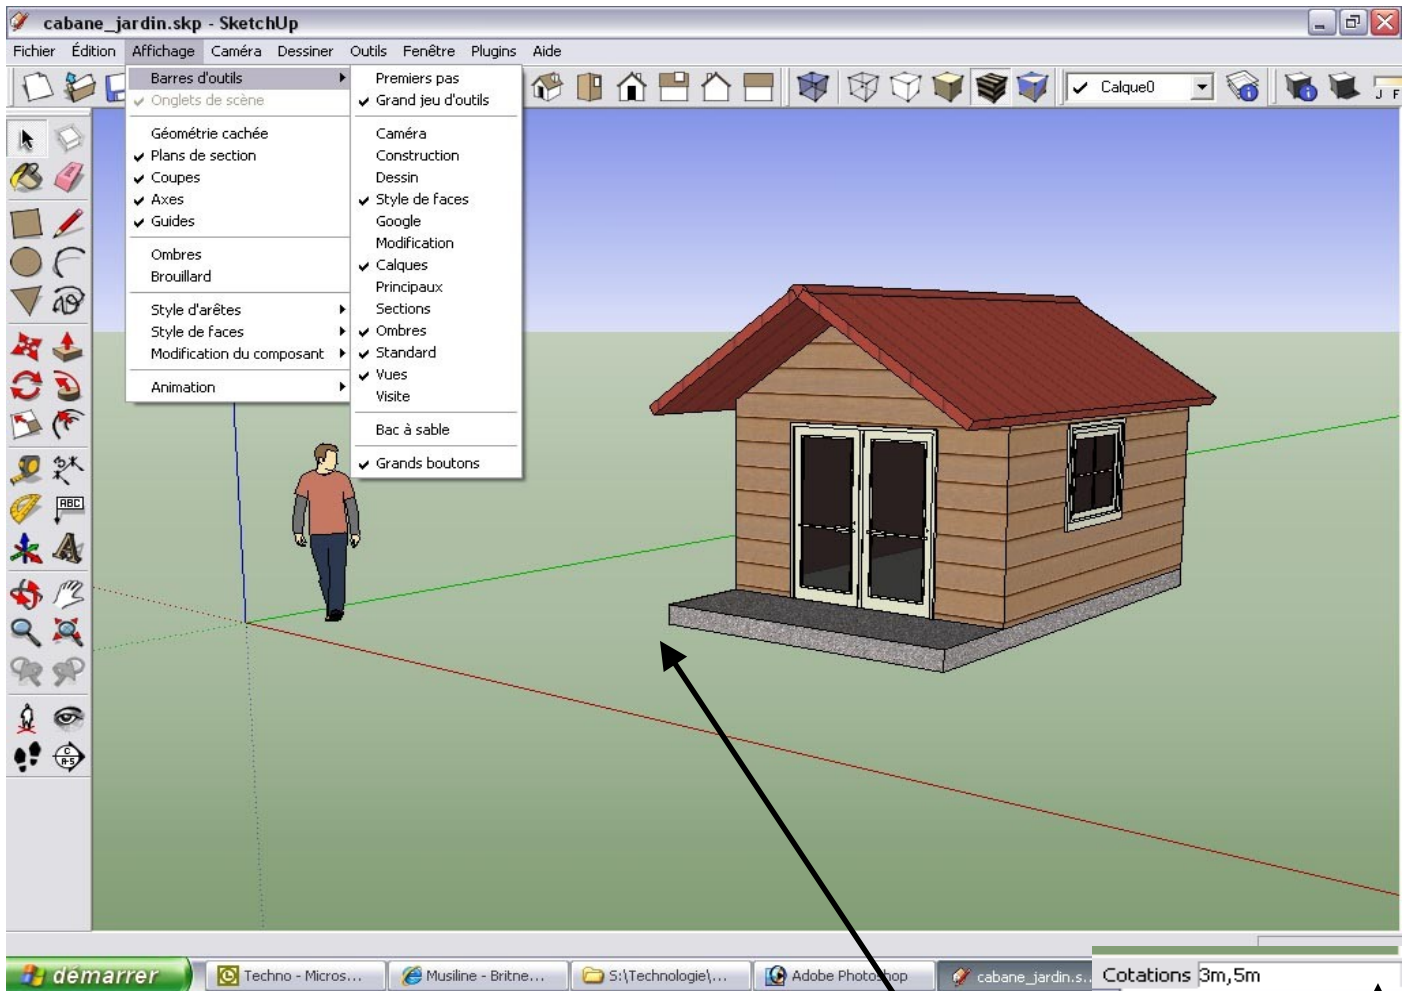 cabane_jardin.skp - SketchUp
Fichier Édition Affichage Caméra Dessiner Outils Fenêtre Plugins Aide
Barres d'outils
Onglets de scène
Géométrie cachée
Plans de section
Coupes
Axes
Guides
Ombres
Brouillard
Style d'arêtes
Style de faces
Modification du composant
Animation
Premiers pas
Grand jeu d'outils
Caméra
Construction
Dessin
Style de faces
Google
Modification
Calques
Principaux
Sections
Ombres
Standard
Vues
Visite
Bac à sable
Grands boutons
Calque0
J F
ABC
démarrer
Techno - Micros...
Musiline - Britne...
S:\Technologie\...
Adobe Photoshop
cabane_jardin.s...
Cotations 3m,5m